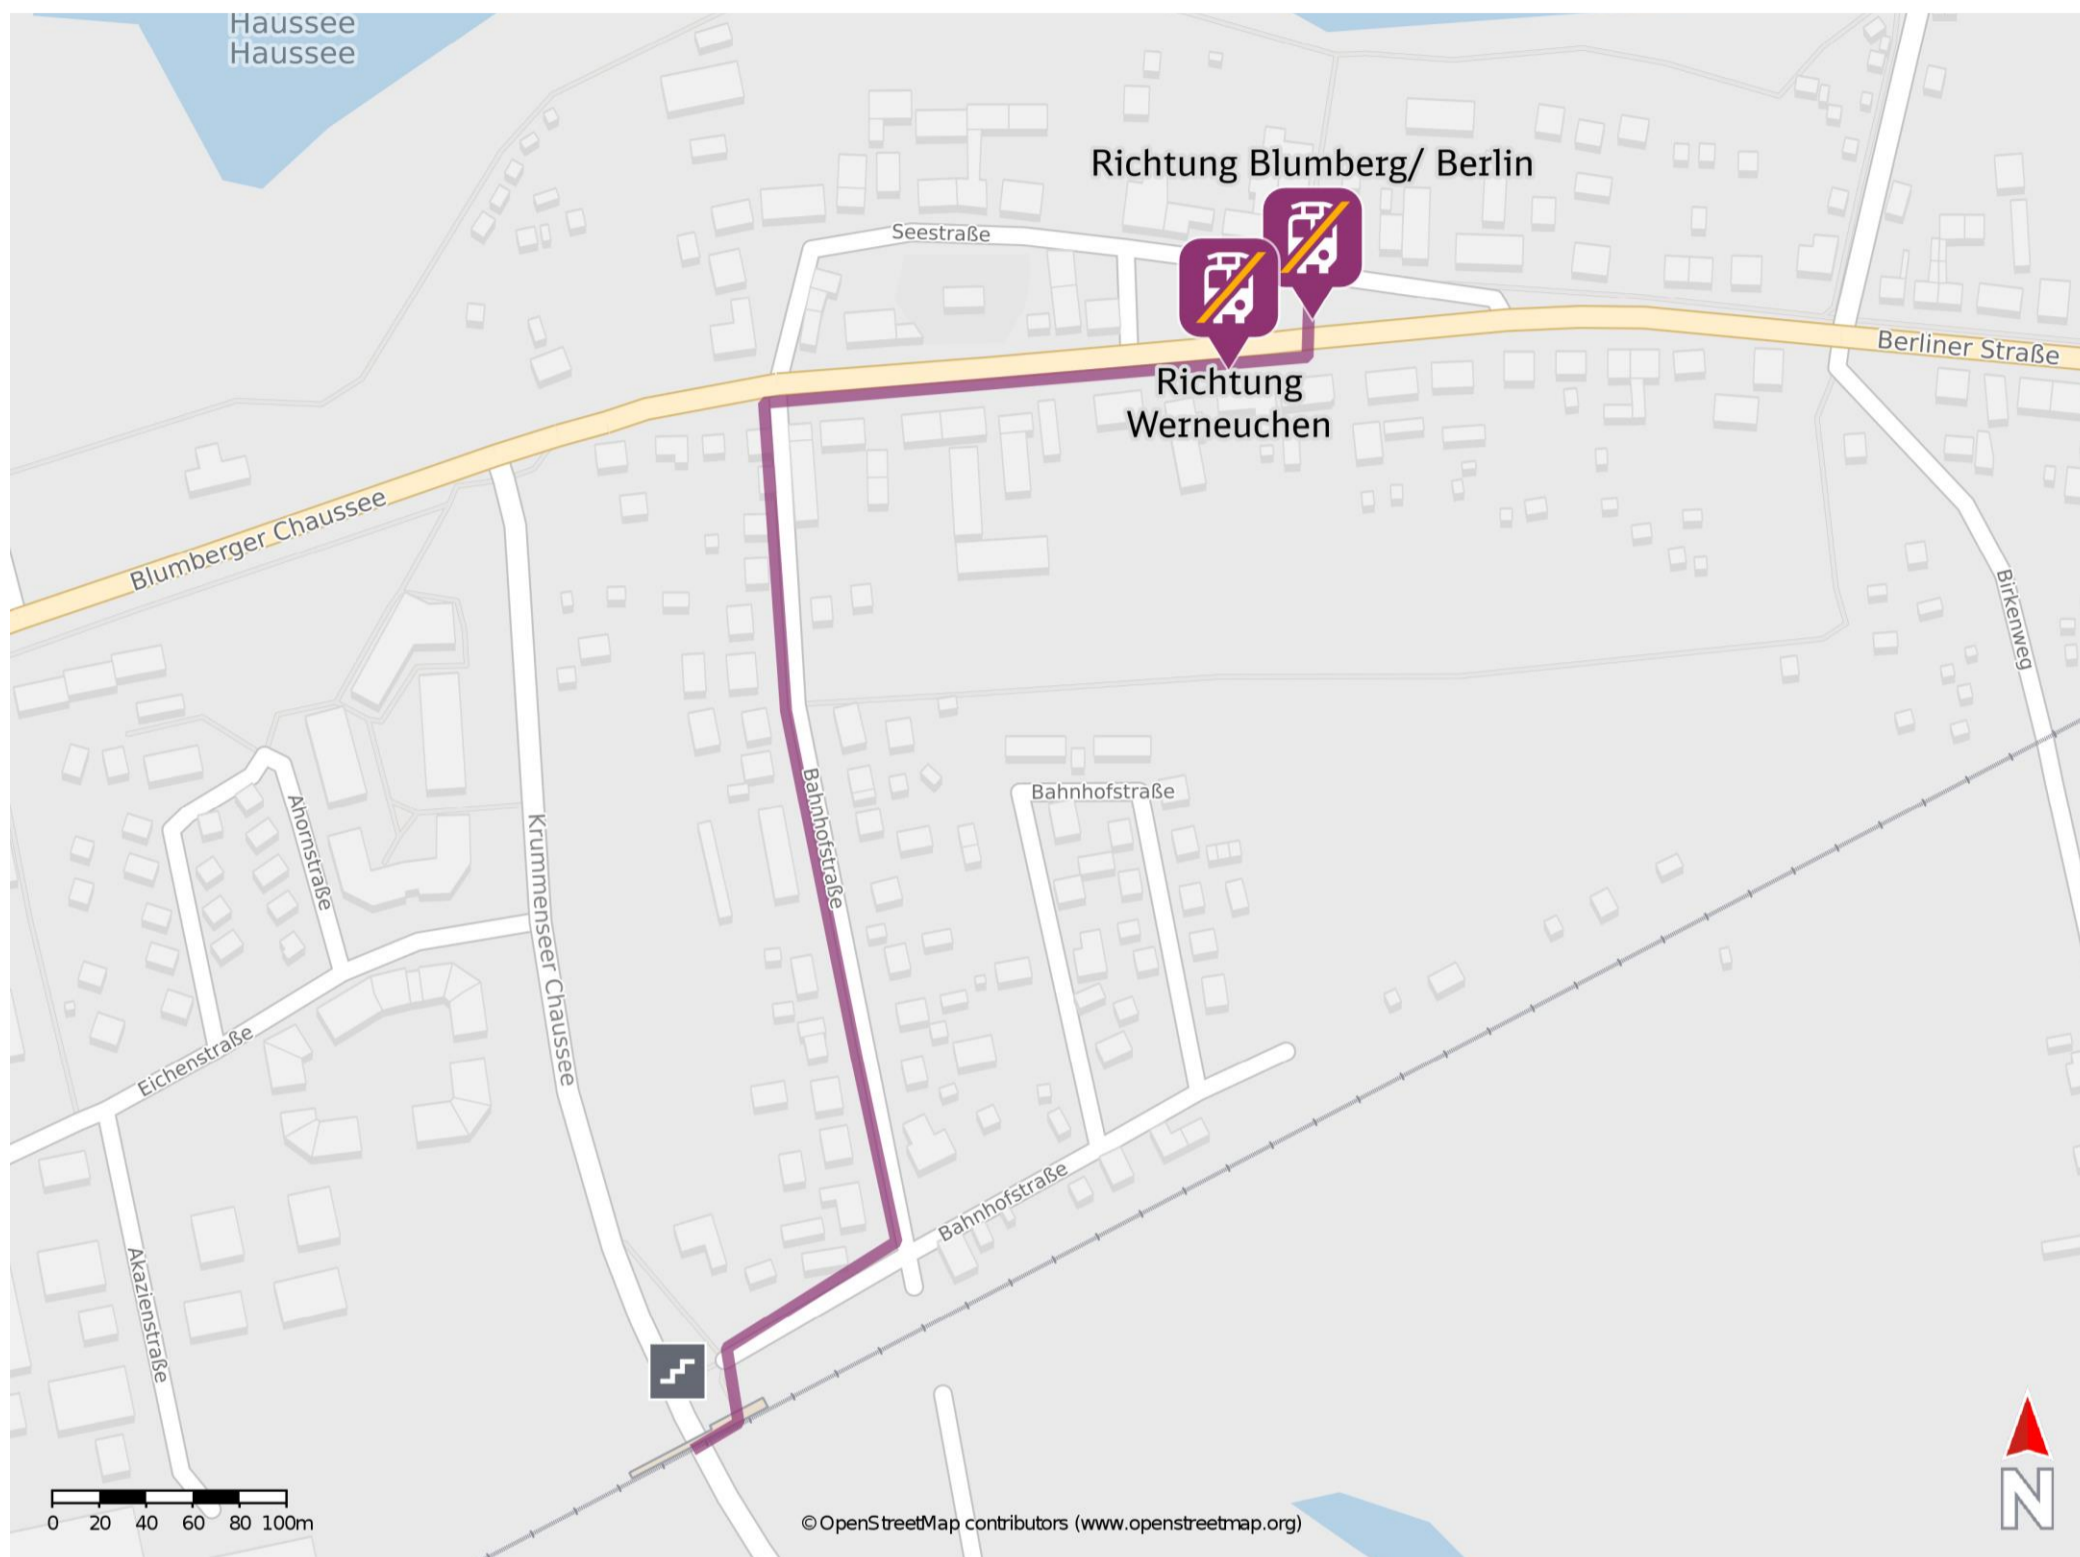 Haussee
Haussee
Richtung Blumberg/ Berlin
Seestraße
Berliner Straße
Richtung
Werneuchen
Blumberger Chaussee
Birkenweg
Bahnhofstraße
Bahnhofstraße
Ahornstraße
Krummenseer Chaussee
Eichenstraße
Bahnhofstraße
Akazienstraße
N
0 20 40 60 80 100m
© OpenStreetMap contributors (www.openstreetmap.org)